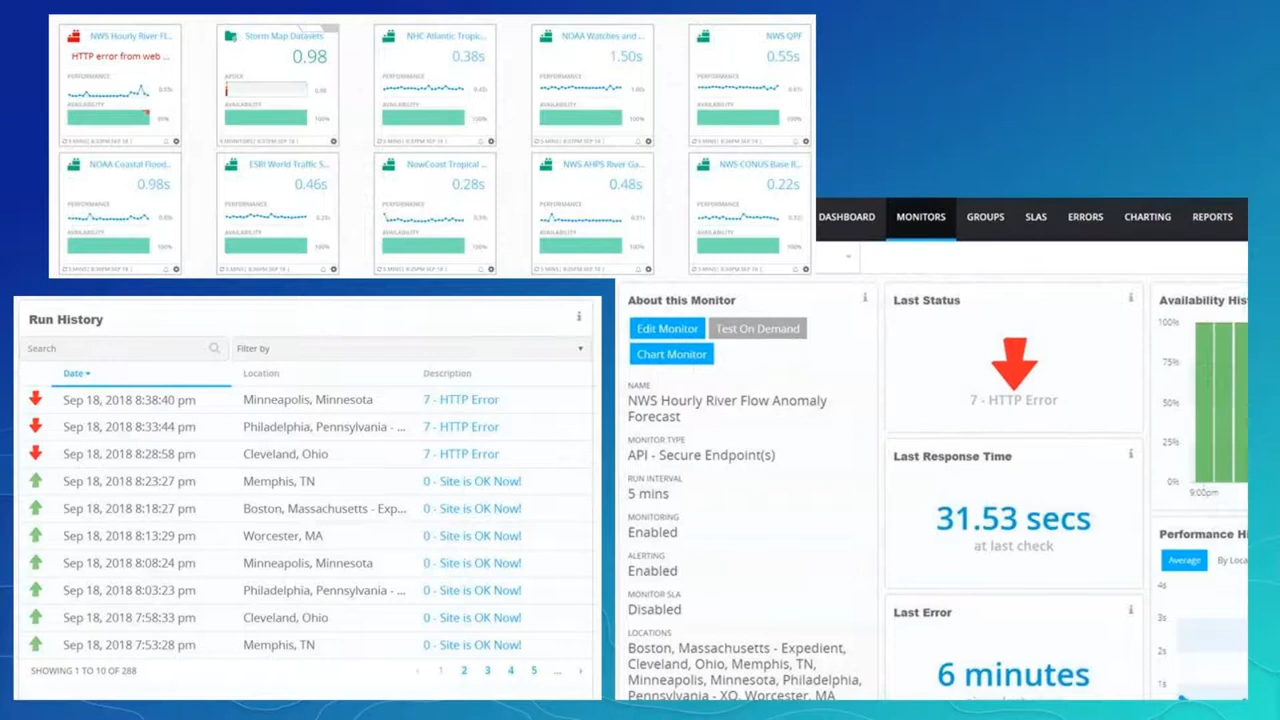 NWS Hourly River Fl...
HTTP error from web ...
PERFORMANCE
AVAILABILITY
Storm Map Datasets
0.98
APDEX
0.98
AVAILABILITY
100%
NHC Atlantic Tropic...
0.38s
PERFORMANCE
AVAILABILITY
100%
NOAA Watches and ...
1.50s
PERFORMANCE
AVAILABILITY
100%
NWS QPF
0.55s
PERFORMANCE
AVAILABILITY
100%
NOAA Coastal Flood...
0.98s
PERFORMANCE
AVAILABILITY
100%
ESRI World Traffic S...
0.46s
PERFORMANCE
AVAILABILITY
100%
NowCoast Tropical ...
0.28s
PERFORMANCE
AVAILABILITY
100%
NWS AHPS River Ga...
0.48s
PERFORMANCE
AVAILABILITY
100%
NWS CONUS Base R...
0.22s
PERFORMANCE
AVAILABILITY
100%
DASHBOARD MONITORS GROUPS SLAS ERRORS CHARTING REPORTS
Run History
Search Filter by
Date Location Description
Sep 18, 2018 8:38:40 pm Minneapolis, Minnesota 7 - HTTP Error
Sep 18, 2018 8:33:44 pm Philadelphia, Pennsylvania - ... 7 - HTTP Error
Sep 18, 2018 8:28:58 pm Cleveland, Ohio 7 - HTTP Error
Sep 18, 2018 8:23:27 pm Memphis, TN 0 - Site is OK Now!
Sep 18, 2018 8:18:27 pm Boston, Massachusetts - Exp... 0 - Site is OK Now!
Sep 18, 2018 8:13:29 pm Worcester, MA 0 - Site is OK Now!
Sep 18, 2018 8:08:24 pm Minneapolis, Minnesota 0 - Site is OK Now!
Sep 18, 2018 8:03:23 pm Philadelphia, Pennsylvania - ... 0 - Site is OK Now!
Sep 18, 2018 7:58:33 pm Cleveland, Ohio 0 - Site is OK Now!
Sep 18, 2018 7:53:28 pm Memphis, TN 0 - Site is OK Now!
SHOWING 1 TO 10 OF 288 ‹ 1 2 3 4 5 ... ›
About this Monitor
Edit Monitor Test On Demand
Chart Monitor
NAME
NWS Hourly River Flow Anomaly
Forecast
MONITOR TYPE
API - Secure Endpoint(s)
RUN INTERVAL
5 mins
MONITORING
Enabled
ALERTING
Enabled
MONITOR SLA
Disabled
LOCATIONS
Boston, Massachusetts - Expedient,
Cleveland, Ohio, Memphis, TN,
Minneapolis, Minnesota, Philadelphia,
Pennsylvania - XO, Worcester, MA
Last Status
7 - HTTP Error
Last Response Time
31.53 secs
at last check
Last Error
6 minutes
Availability His
100%
75%
50%
25%
0%
9:00pm
Performance Hi
Average By Loca
4s
3s
2s
1s